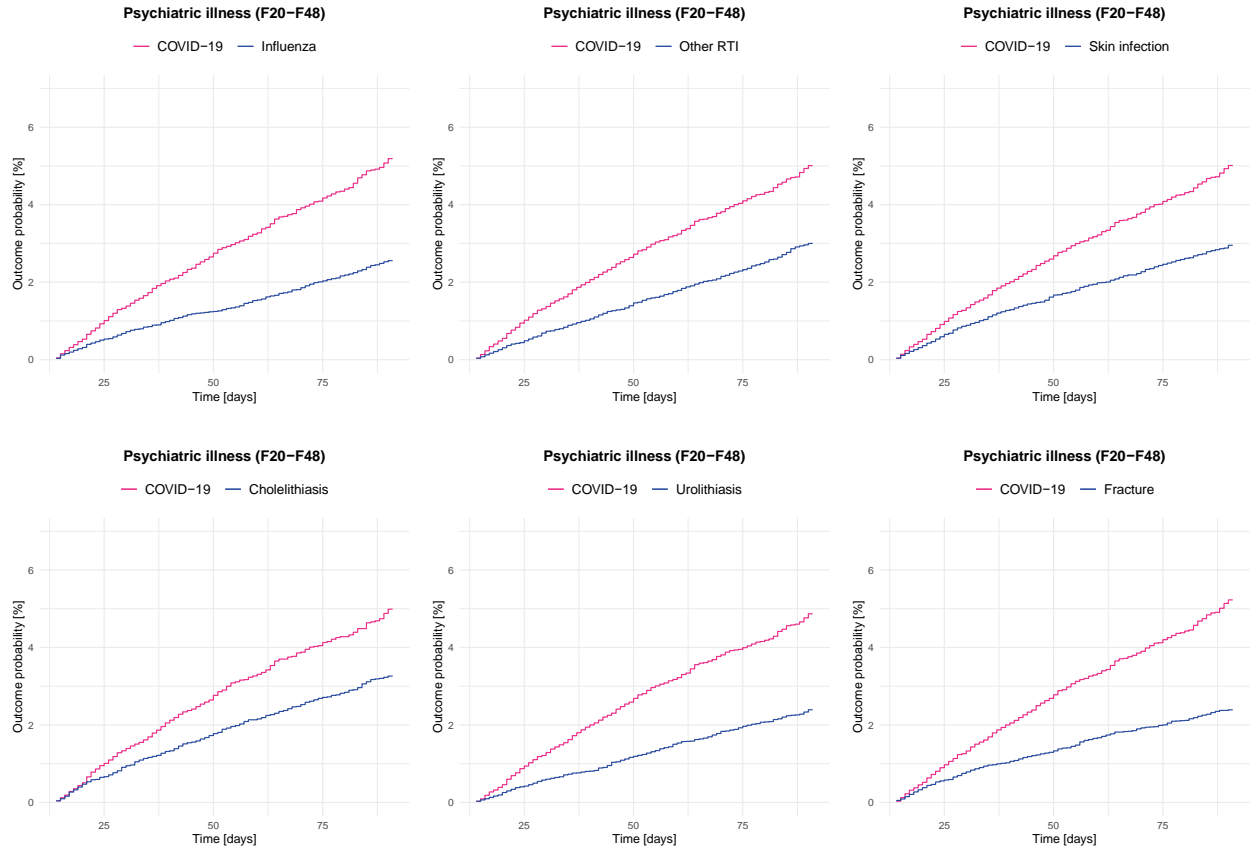 Psychiatric illness (F20−F48)
COVID−19 Influenza
Outcome probability [%]
6
4
2
0
25 50 75
Time [days]
Psychiatric illness (F20−F48)
COVID−19 Other RTI
Outcome probability [%]
6
4
2
0
25 50 75
Time [days]
Psychiatric illness (F20−F48)
COVID−19 Skin infection
Outcome probability [%]
6
4
2
0
25 50 75
Time [days]
Psychiatric illness (F20−F48)
COVID−19 Cholelithiasis
Outcome probability [%]
6
4
2
0
25 50 75
Time [days]
Psychiatric illness (F20−F48)
COVID−19 Urolithiasis
Outcome probability [%]
6
4
2
0
25 50 75
Time [days]
Psychiatric illness (F20−F48)
COVID−19 Fracture
Outcome probability [%]
6
4
2
0
25 50 75
Time [days]